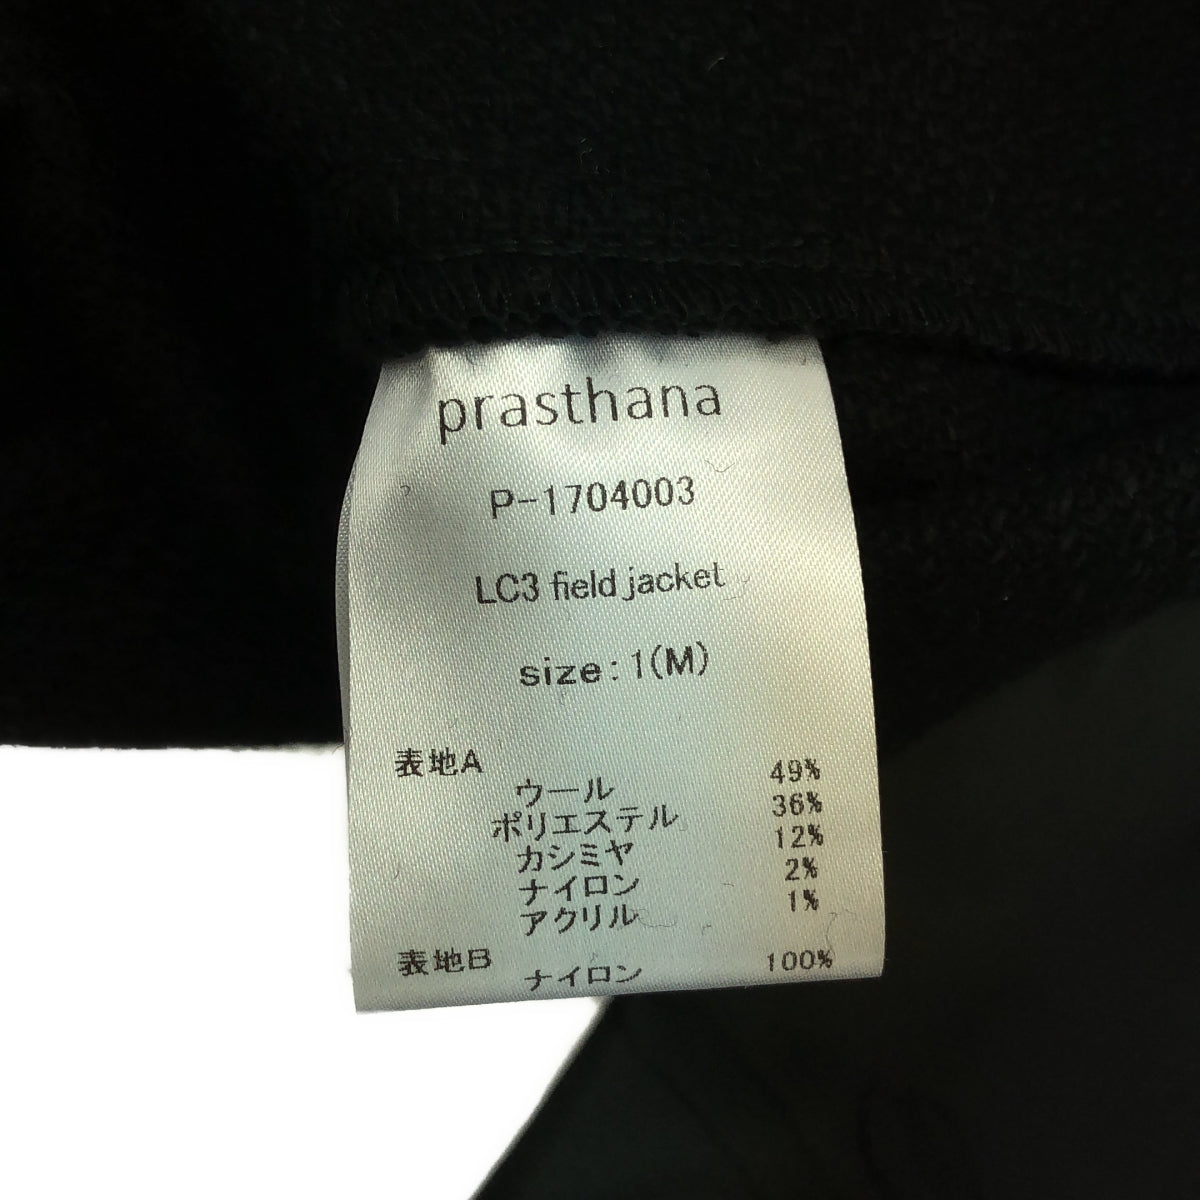 prasthana
P-1704003
LC3 field jacket
size: 1(M)
表地A
ウール 49%
ポリエステル 36%
カシミヤ 12%
ナイロン 2%
アクリル 1%
表地B
ナイロン 100%